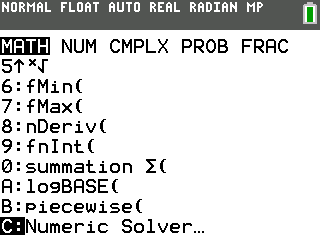 NORMAL FLOAT AUTO REAL RADIAN MP
MATH NUM CMPLX PROB FRAC
5↑ˣ√
6:fMin(
7:fMax(
8:nDeriv(
9:fnInt(
0:summation Σ(
A:logBASE(
B:piecewise(
C:Numeric Solver…